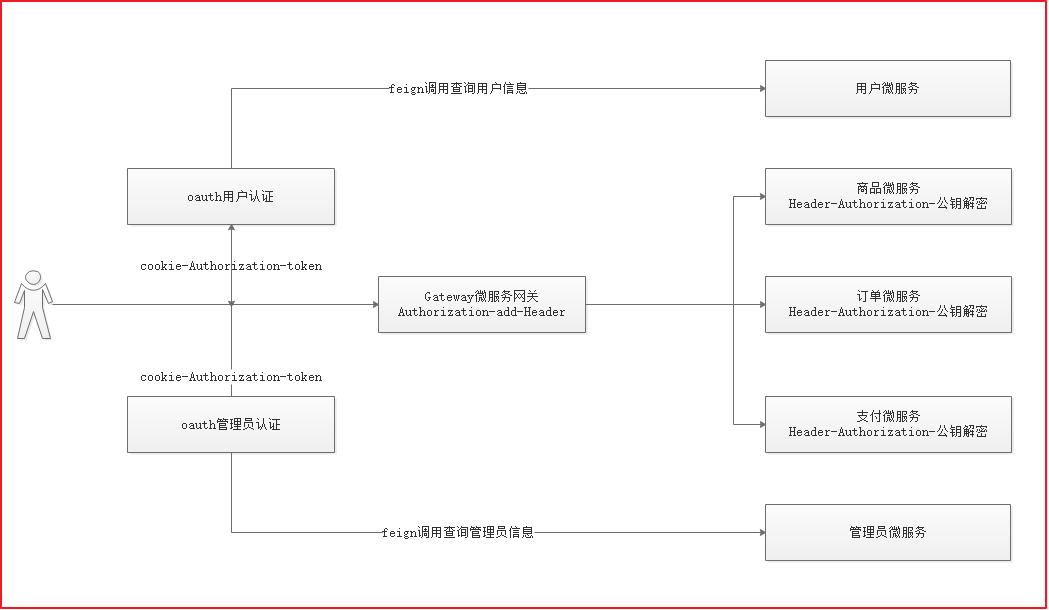 feign调用查询用户信息
用户微服务
oauth用户认证
商品微服务
Header-Authorization-公钥解密
cookie-Authorization-token
Gateway微服务网关
Authorization-add-Header
订单微服务
Header-Authorization-公钥解密
cookie-Authorization-token
oauth管理员认证
支付微服务
Header-Authorization-公钥解密
feign调用查询管理员信息
管理员微服务